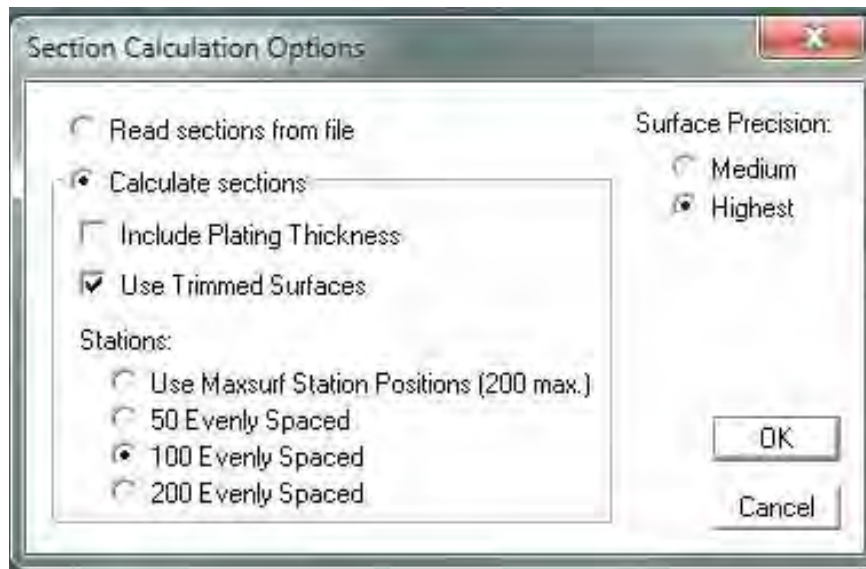 Section Calculation Options
Read sections from file
Calculate sections
Include Plating Thickness
Use Trimmed Surfaces
Stations:
Use Maxsurf Station Positions (200 max.)
50 Evenly Spaced
100 Evenly Spaced
200 Evenly Spaced
Surface Precision:
Medium
Highest
OK
Cancel